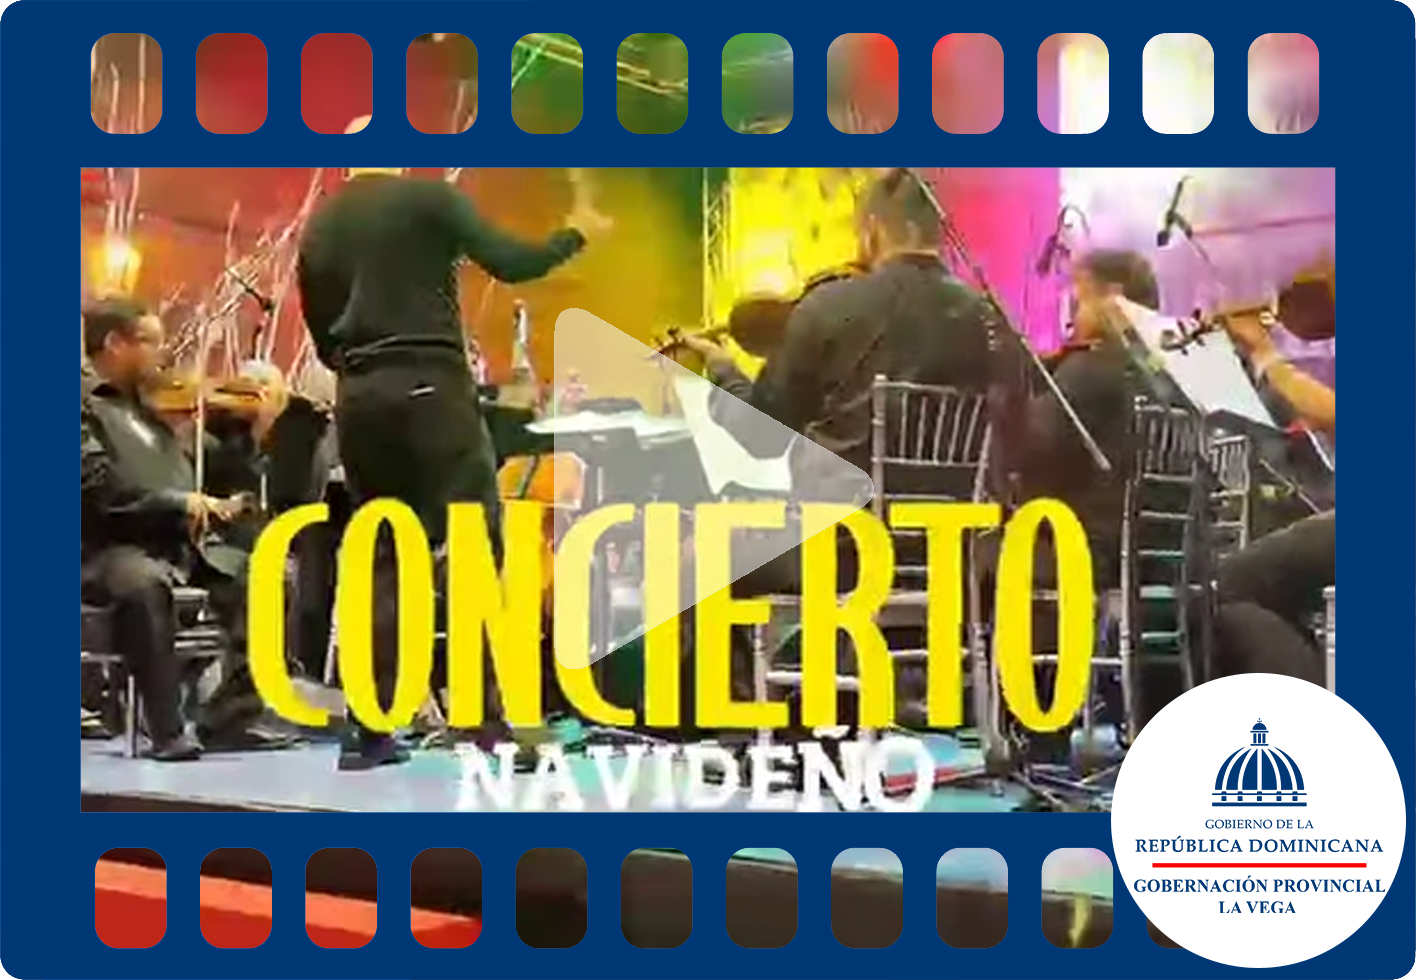 CONCIERTO
NAVIDEÑO
GOBIERNO DE LA
REPÚBLICA DOMINICANA
GOBERNACIÓN PROVINCIAL
LA VEGA